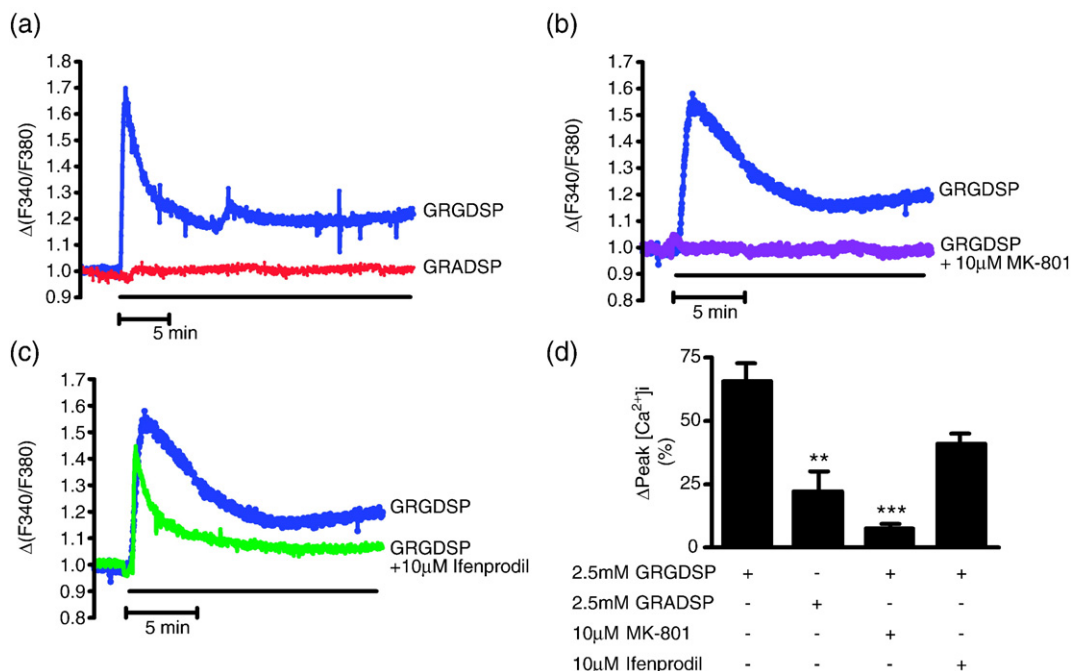 (a)
Δ(F340/F380)
1.8
1.7
1.6
1.5
1.4
1.3
1.2
1.1
1.0
0.9
GRGDSP
GRADSP
5 min
(b)
Δ(F340/F380)
1.7
1.6
1.5
1.4
1.3
1.2
1.1
1.0
0.9
0.8
GRGDSP
GRGDSP
+ 10μM MK-801
5 min
(c)
Δ(F340/F380)
1.7
1.6
1.5
1.4
1.3
1.2
1.1
1.0
0.9
0.8
GRGDSP
GRGDSP
+10μM Ifenprodil
5 min
(d)
ΔPeak [Ca²⁺]i
(%)
75
50
25
0
**
***
2.5mM GRGDSP + - + +
2.5mM GRADSP - + - -
10μM MK-801 - - + -
10μM Ifenprodil - - - +